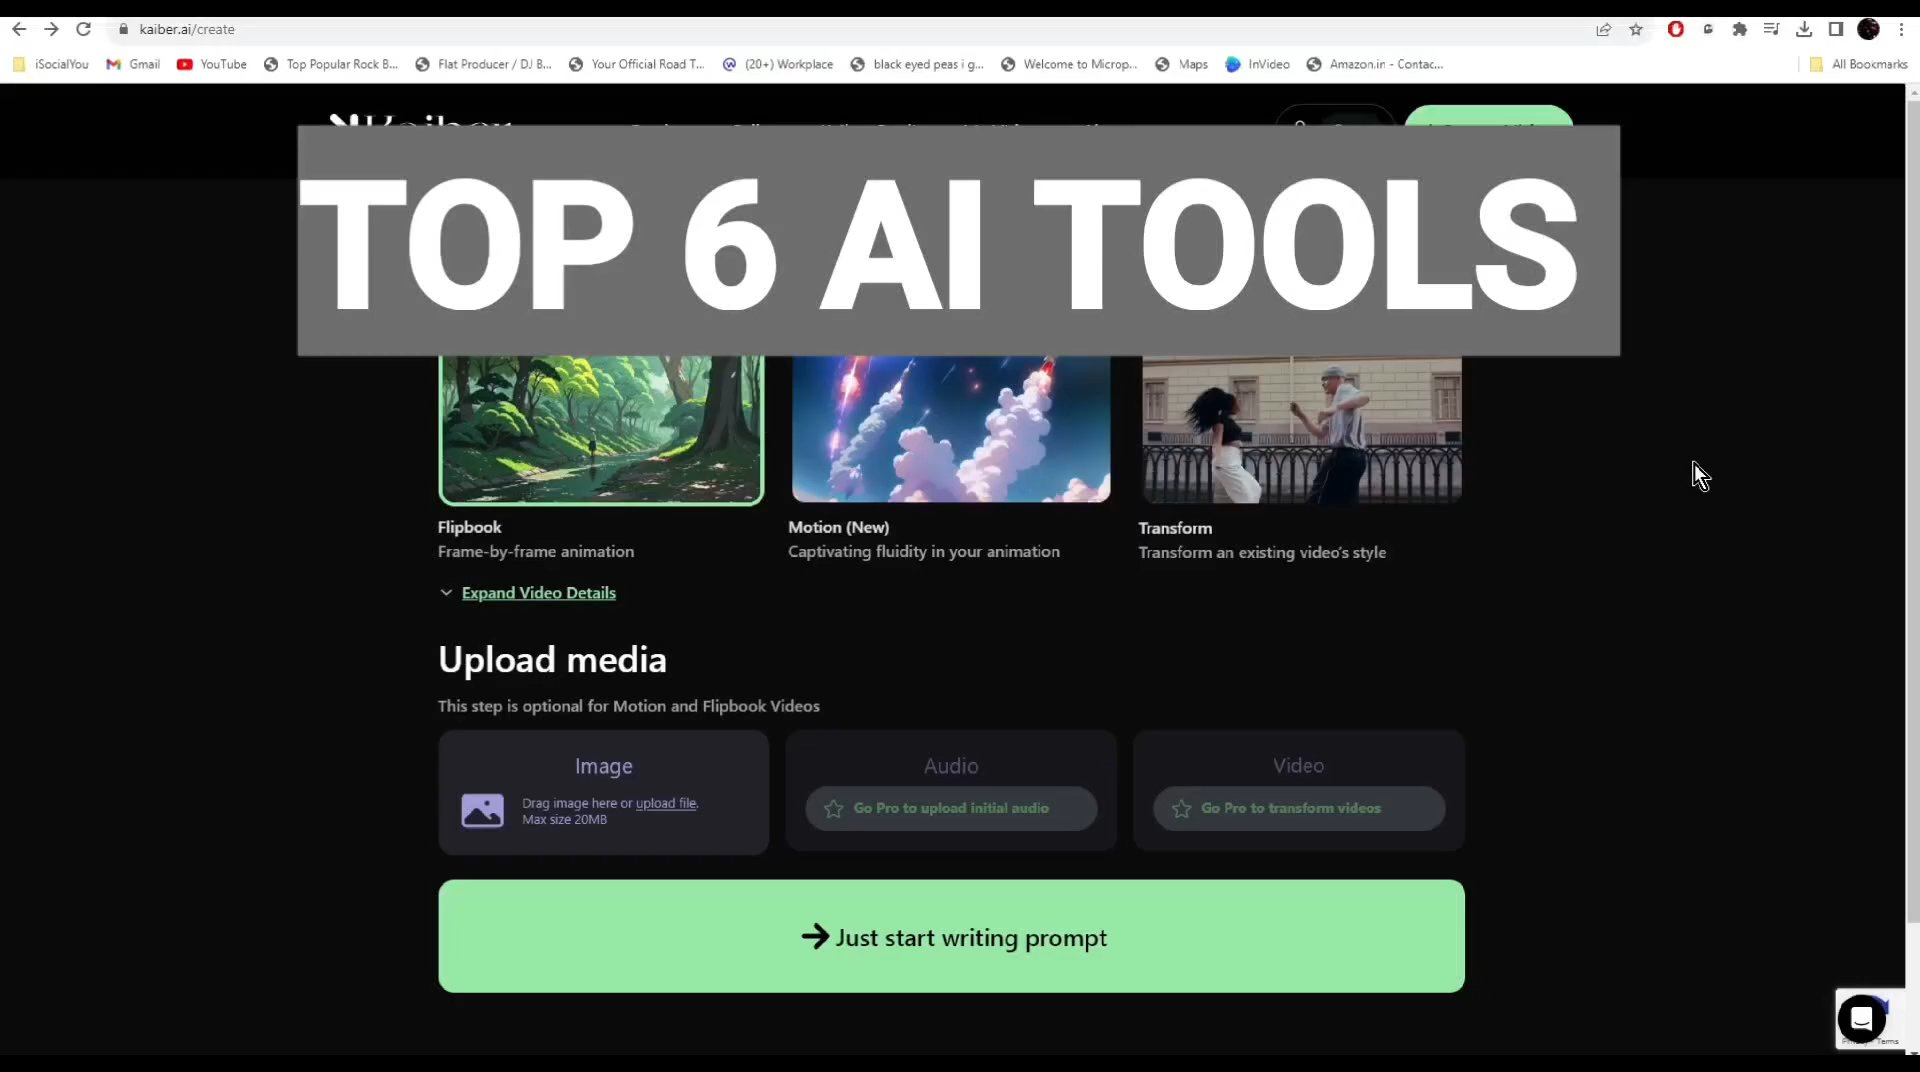 kaiber.ai/create
iSocialYou
Gmail
YouTube
Top Popular Rock B...
Flat Producer / DJ B...
Your Official Road T...
(20+) Workplace
black eyed peas i g...
Welcome to Microp...
Maps
InVideo
Amazon.in - Contac...
All Bookmarks
Kaiber
TOP 6 AI TOOLS
Flipbook
Frame-by-frame animation
Motion (New)
Captivating fluidity in your animation
Transform
Transform an existing video's style
Expand Video Details
Upload media
This step is optional for Motion and Flipbook Videos
Image
Drag image here or upload file.
Max size 20MB
Audio
Go Pro to upload initial audio
Video
Go Pro to transform videos
Just start writing prompt
Terms